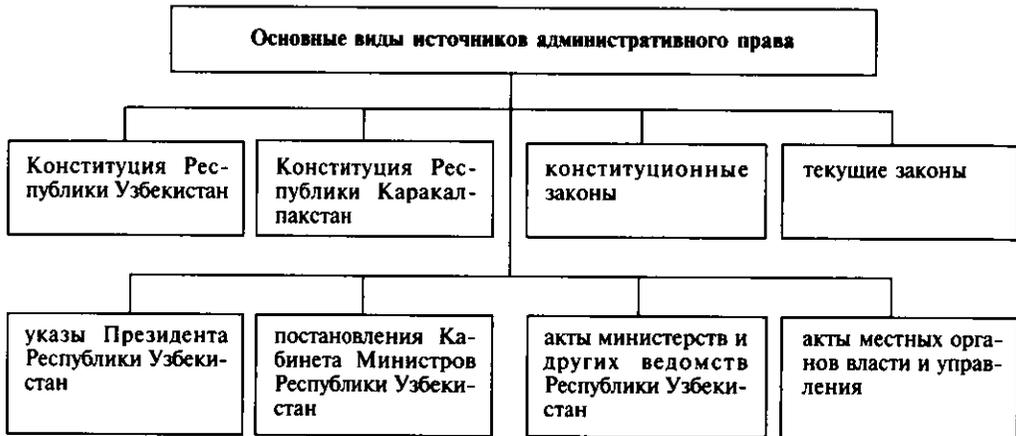 Основные виды источников административного права
Конституция Рес-
публики Узбекистан
Конституция Рес-
публики Каракал-
пакстан
конституционные
законы
текущие законы
указы Президента
Республики Узбеки-
стан
постановления Ка-
бинета Министров
Республики Узбеки-
стан
акты министерств и
других ведомств
Республики Узбеки-
стан
акты местных орга-
нов власти и управ-
ления